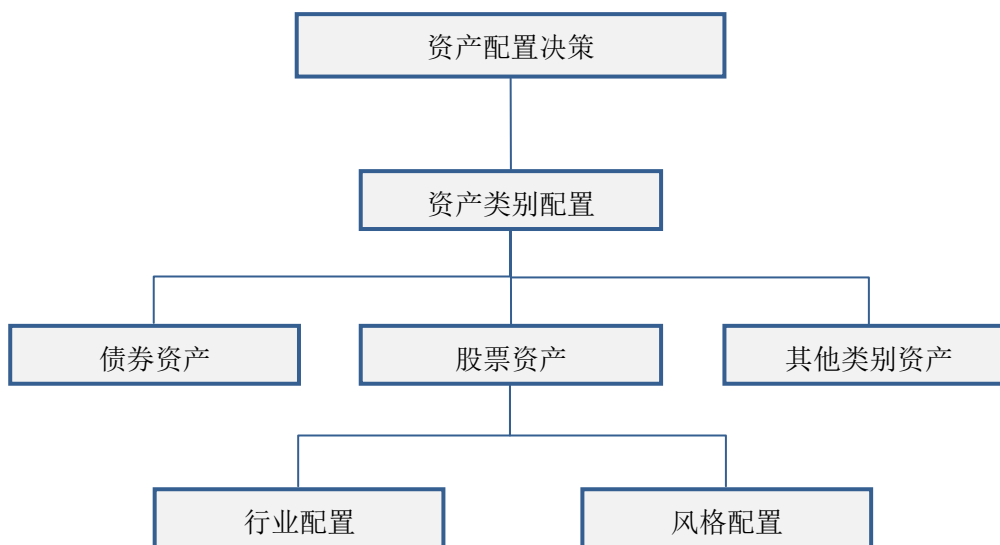 资产配置决策
资产类别配置
债券资产
股票资产
其他类别资产
行业配置
风格配置